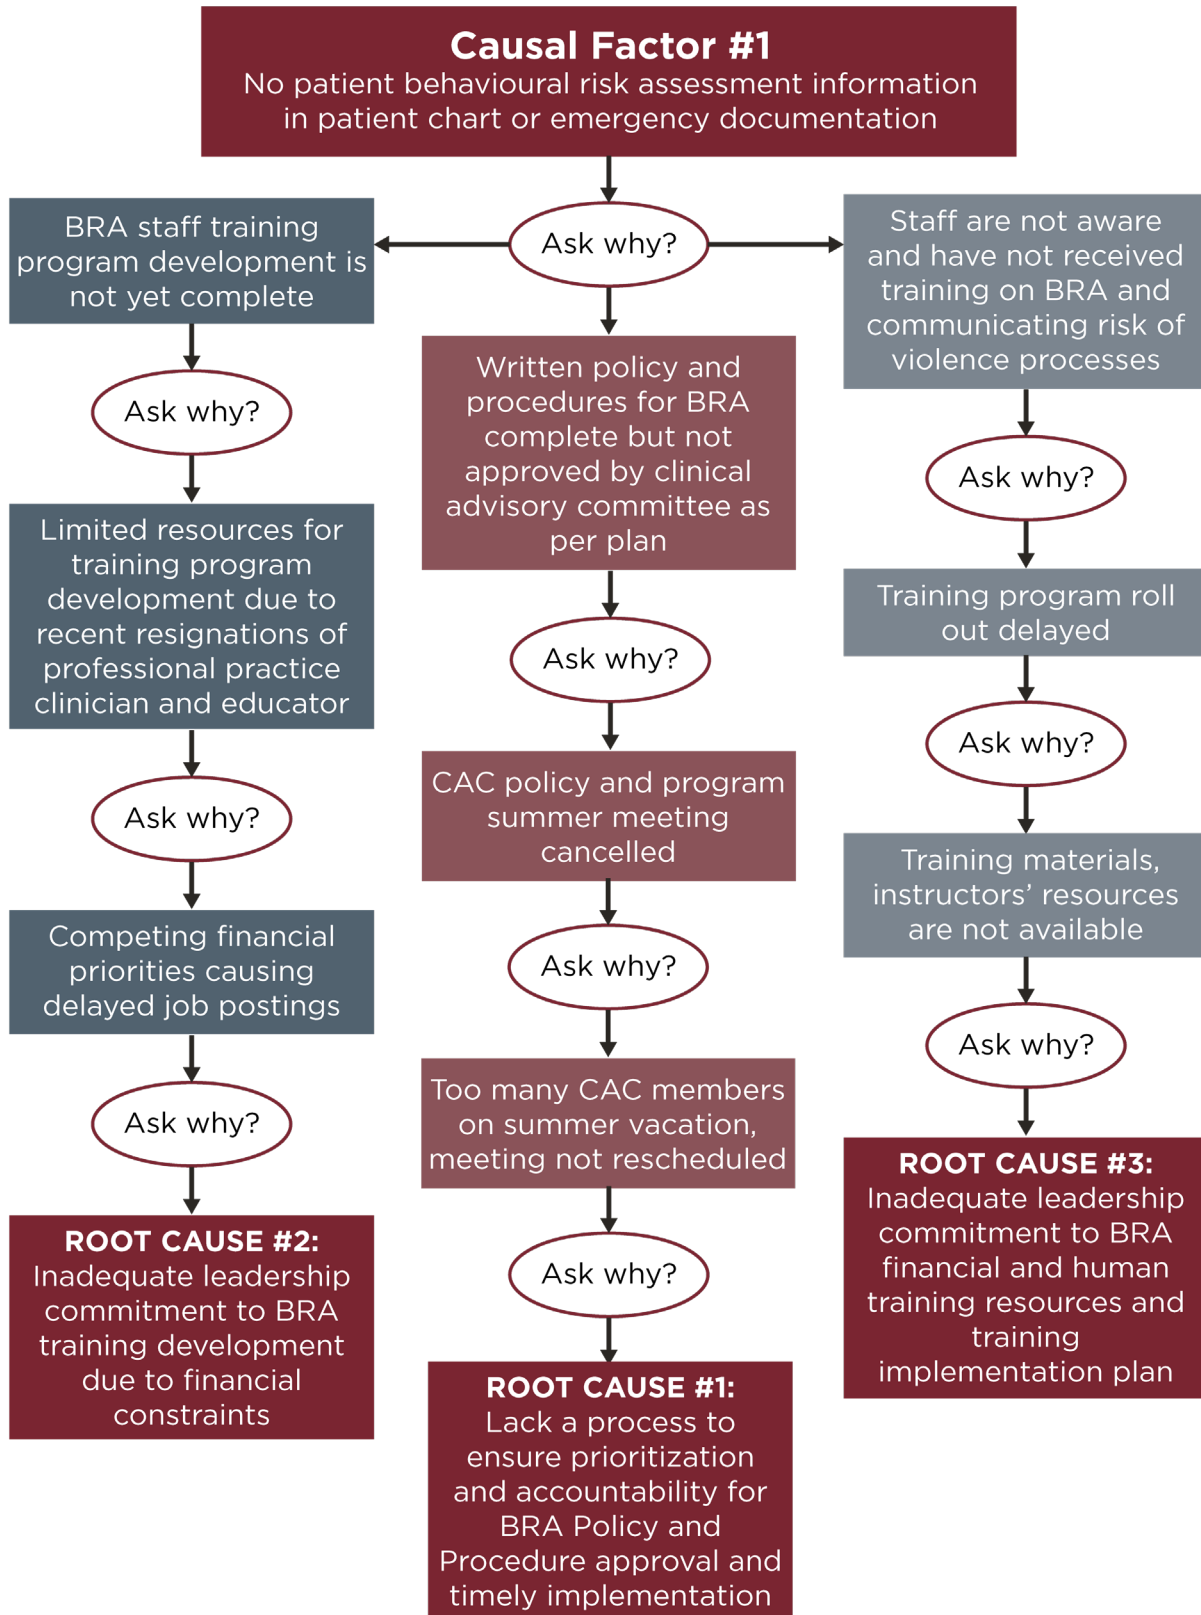 Causal Factor #1
No patient behavioural risk assessment information
in patient chart or emergency documentation
Ask why?
BRA staff training
program development is
not yet complete
Ask why?
Limited resources for
training program
development due to
recent resignations of
professional practice
clinician and educator
Ask why?
Competing financial
priorities causing
delayed job postings
Ask why?
ROOT CAUSE #2:
Inadequate leadership
commitment to BRA
training development
due to financial
constraints
Written policy and
procedures for BRA
complete but not
approved by clinical
advisory committee as
per plan
Ask why?
CAC policy and program
summer meeting
cancelled
Ask why?
Too many CAC members
on summer vacation,
meeting not rescheduled
Ask why?
ROOT CAUSE #1:
Lack a process to
ensure prioritization
and accountability for
BRA Policy and
Procedure approval and
timely implementation
Staff are not aware
and have not received
training on BRA and
communicating risk of
violence processes
Ask why?
Training program roll
out delayed
Ask why?
Training materials,
instructors’ resources
are not available
Ask why?
ROOT CAUSE #3:
Inadequate leadership
commitment to BRA
financial and human
training resources and
training
implementation plan